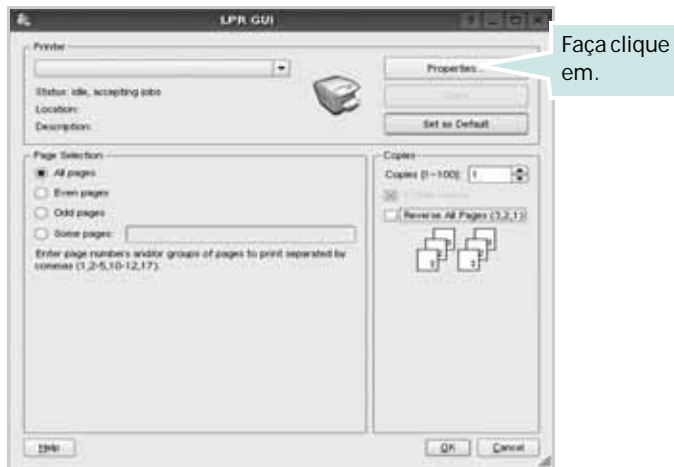 LPR GUI
Printer
Properties...
Status: idle, accepting jobs
Location:
Description:
Set as Default
Faça clique
em.
Page Selection
All pages
Even pages
Odd pages
Some pages:
Enter page numbers and/or groups of pages to print separated by
commas (1,2-5,10-12,17).
Copies
Copies [1~100]: 1
Reverse All Pages (3,2,1)
Help
OK
Cancel